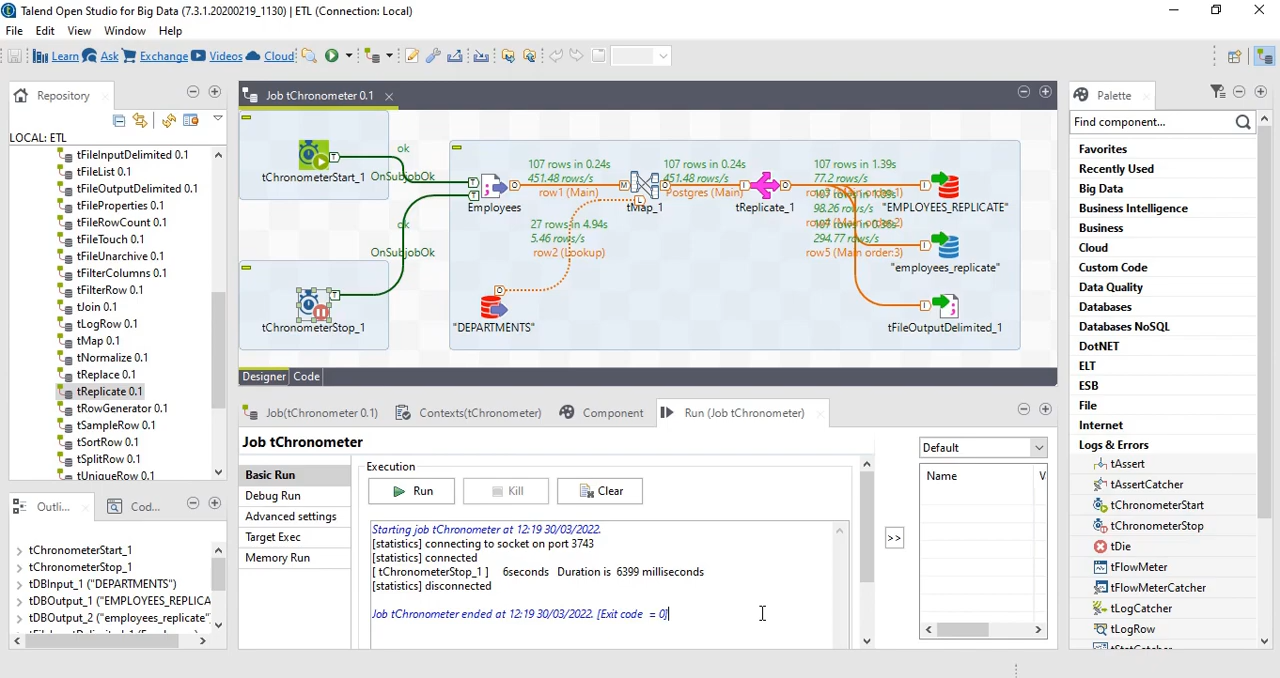 Talend Open Studio for Big Data (7.3.1.20200219_1130) | ETL (Connection: Local)
File Edit View Window Help
Learn Ask Exchange Videos Cloud
Repository
LOCAL: ETL
tFileInputDelimited 0.1
tFileList 0.1
tFileOutputDelimited 0.1
tFileProperties 0.1
tFileRowCount 0.1
tFileTouch 0.1
tFileUnarchive 0.1
tFilterColumns 0.1
tFilterRow 0.1
tJoin 0.1
tLogRow 0.1
tMap 0.1
tNormalize 0.1
tReplace 0.1
tReplicate 0.1
tRowGenerator 0.1
tSampleRow 0.1
tSortRow 0.1
tSplitRow 0.1
tUniqueRow 0.1
Outli...
Cod...
tChronometerStart_1
tChronometerStop_1
tDBInput_1 ("DEPARTMENTS")
tDBOutput_1 ("EMPLOYEES_REPLICA
tDBOutput_2 ("employees_replicate"
Job tChronometer 0.1
tChronometerStart_1
ok
OnSubjobOk
tChronometerStop_1
ok
OnSubjobOk
Employees
107 rows in 0.24s
451.48 rows/s
row1 (Main)
"DEPARTMENTS"
27 rows in 4.94s
5.46 rows/s
row2 (Lookup)
tMap_1
107 rows in 0.24s
451.48 rows/s
Postgres (Main)
tReplicate_1
107 rows in 1.39s
77.2 rows/s
98.26 rows/s
294.77 rows/s
row5 (Main order:3)
"EMPLOYEES_REPLICATE"
"employees_replicate"
tFileOutputDelimited_1
Designer Code
Job(tChronometer 0.1)
Contexts(tChronometer)
Component
Run (Job tChronometer)
Job tChronometer
Basic Run
Debug Run
Advanced settings
Target Exec
Memory Run
Execution
Run
Kill
Clear
Starting job tChronometer at 12:19 30/03/2022.
[statistics] connecting to socket on port 3743
[statistics] connected
[ tChronometerStop_1 ] 6seconds Duration is 6399 milliseconds
[statistics] disconnected
Job tChronometer ended at 12:19 30/03/2022. [Exit code = 0]
>>
Default
Name V
Palette
Find component...
Favorites
Recently Used
Big Data
Business Intelligence
Business
Cloud
Custom Code
Data Quality
Databases
Databases NoSQL
DotNET
ELT
ESB
File
Internet
Logs & Errors
tAssert
tAssertCatcher
tChronometerStart
tChronometerStop
tDie
tFlowMeter
tFlowMeterCatcher
tLogCatcher
tLogRow